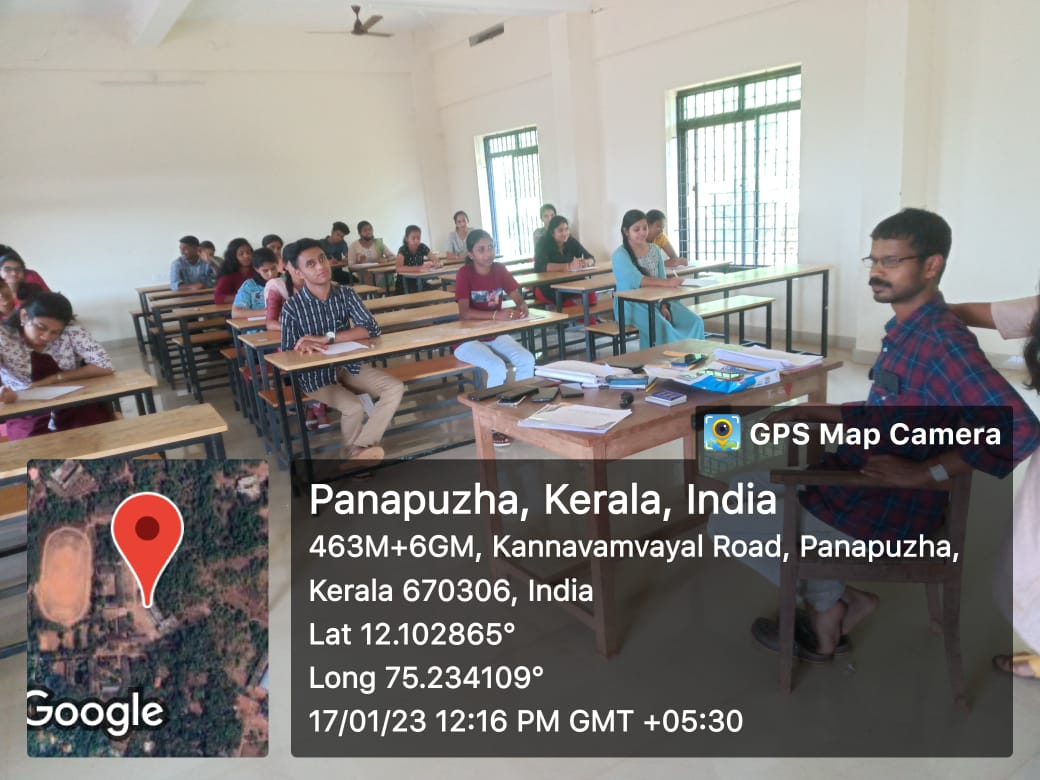 GPS Map Camera
Panapuzha, Kerala, India
463M+6GM, Kannavamvayal Road, Panapuzha,
Kerala 670306, India
Lat 12.102865°
Long 75.234109°
17/01/23 12:16 PM GMT +05:30
Google